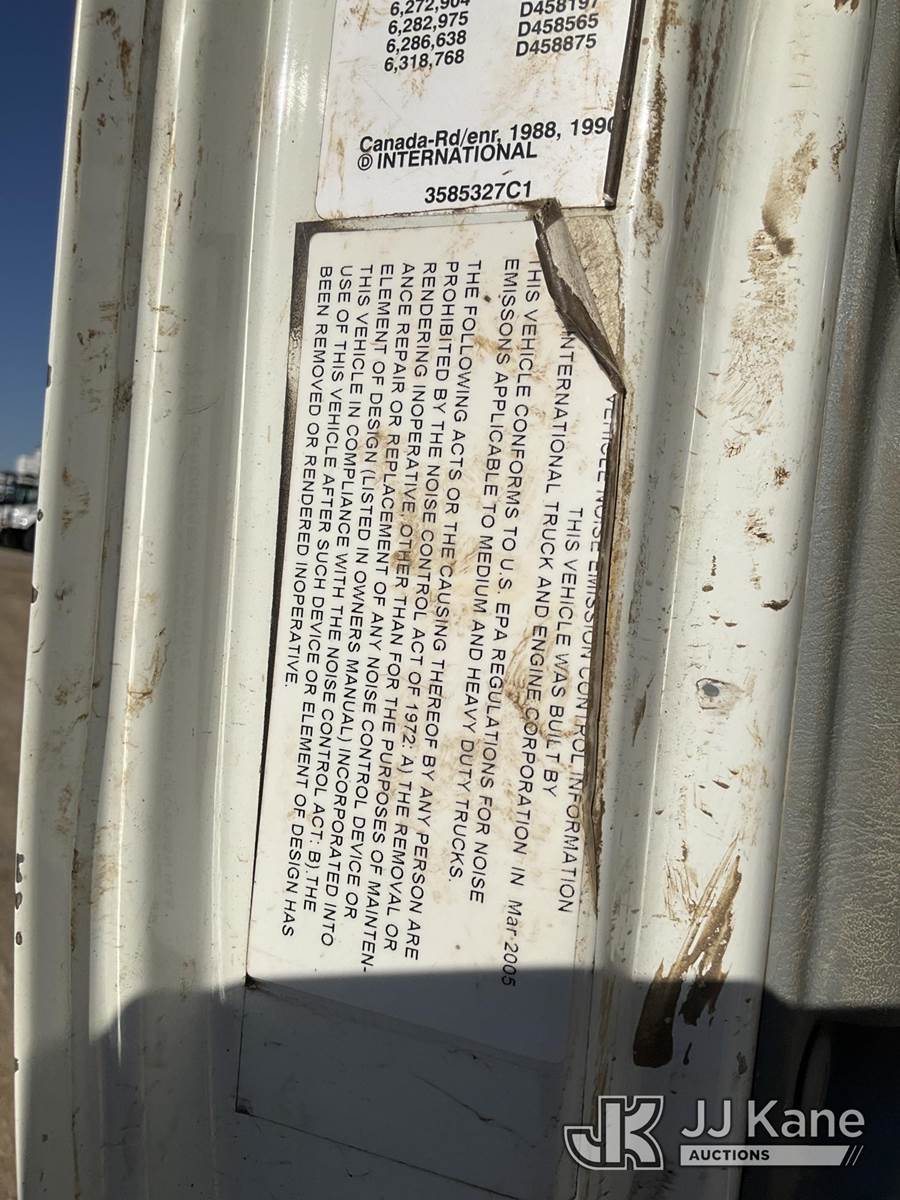 6,272,904 D458197
6,282,975 D458565
6,286,638 D458875
6,318,768
Canada-Rd/enr, 1988, 1990
Ⓓ INTERNATIONAL
3585327C1
VEHICLE NOISE EMISSION CONTROL INFORMATION
THIS VEHICLE WAS BUILT BY
INTERNATIONAL TRUCK AND ENGINE CORPORATION IN Mar 2005
THIS VEHICLE CONFORMS TO U.S. EPA REGULATIONS FOR NOISE
EMISSONS APPLICABLE TO MEDIUM AND HEAVY DUTY TRUCKS.
THE FOLLOWING ACTS OR THE CAUSING THEREOF BY ANY PERSON ARE
PROHIBITED BY THE NOISE CONTROL ACT OF 1972: A) THE REMOVAL OR
RENDERING INOPERATIVE, OTHER THAN FOR THE PURPOSES OF MAINTEN-
ANCE REPAIR OR REPLACEMENT OF ANY NOISE CONTROL DEVICE OR
ELEMENT OF DESIGN (LISTED IN OWNERS MANUAL) INCORPORATED INTO
THIS VEHICLE IN COMPLIANCE WITH THE NOISE CONTROL ACT: B) THE
USE OF THIS VEHICLE AFTER SUCH DEVICE OR ELEMENT OF DESIGN HAS
BEEN REMOVED OR RENDERED INOPERATIVE.
JK JJ Kane
AUCTIONS